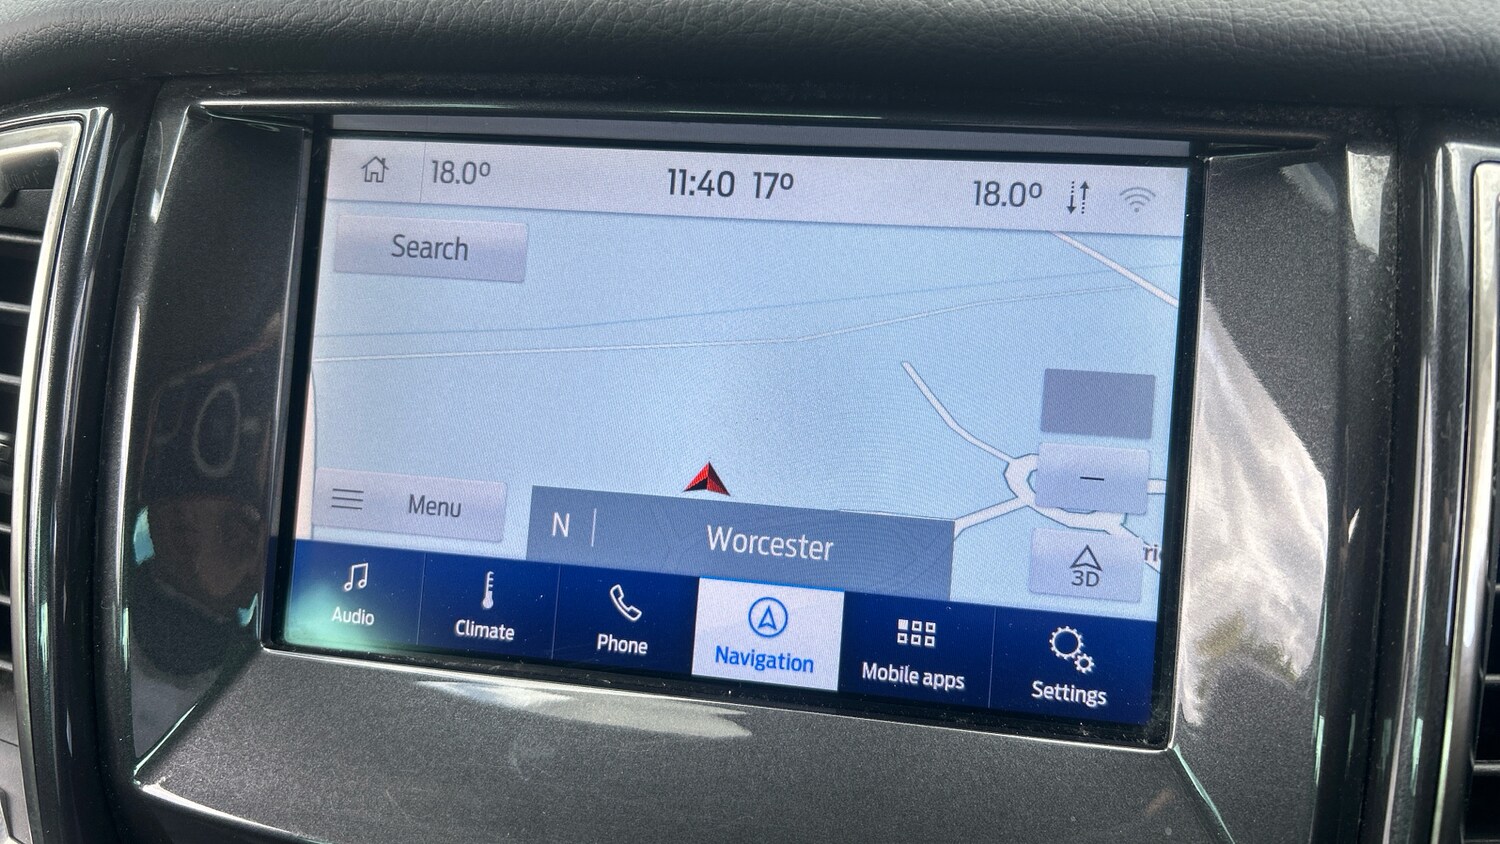 18.0º 11:40 17º 18.0º
Search
Menu
N Worcester
3D
Audio Climate Phone Navigation Mobile apps Settings